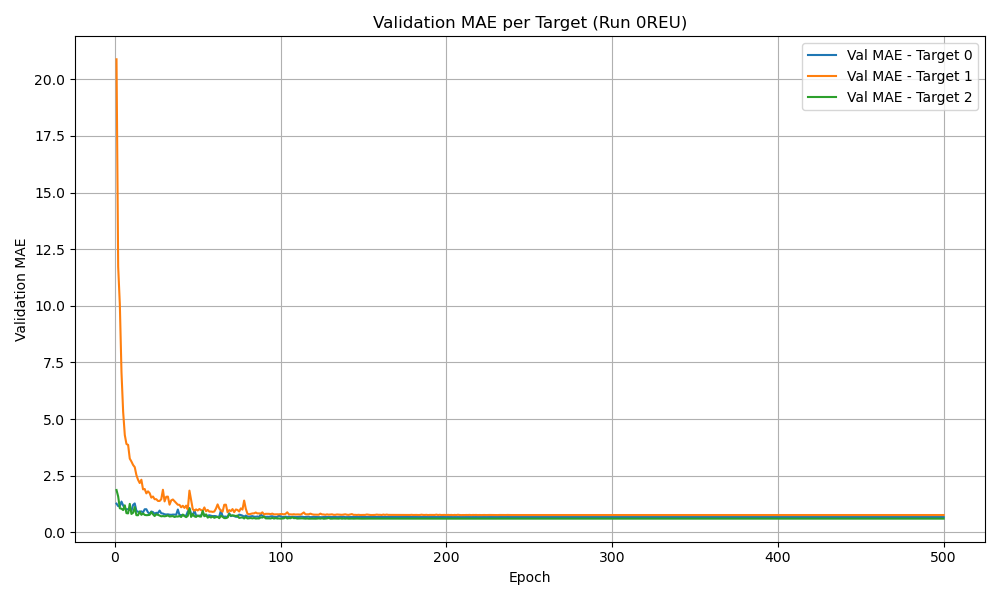 Validation MAE per Target (Run 0REU)
Val MAE - Target 0
Val MAE - Target 1
Val MAE - Target 2
Validation MAE
20.0
17.5
15.0
12.5
10.0
7.5
5.0
2.5
0.0
0
100
200
300
400
500
Epoch